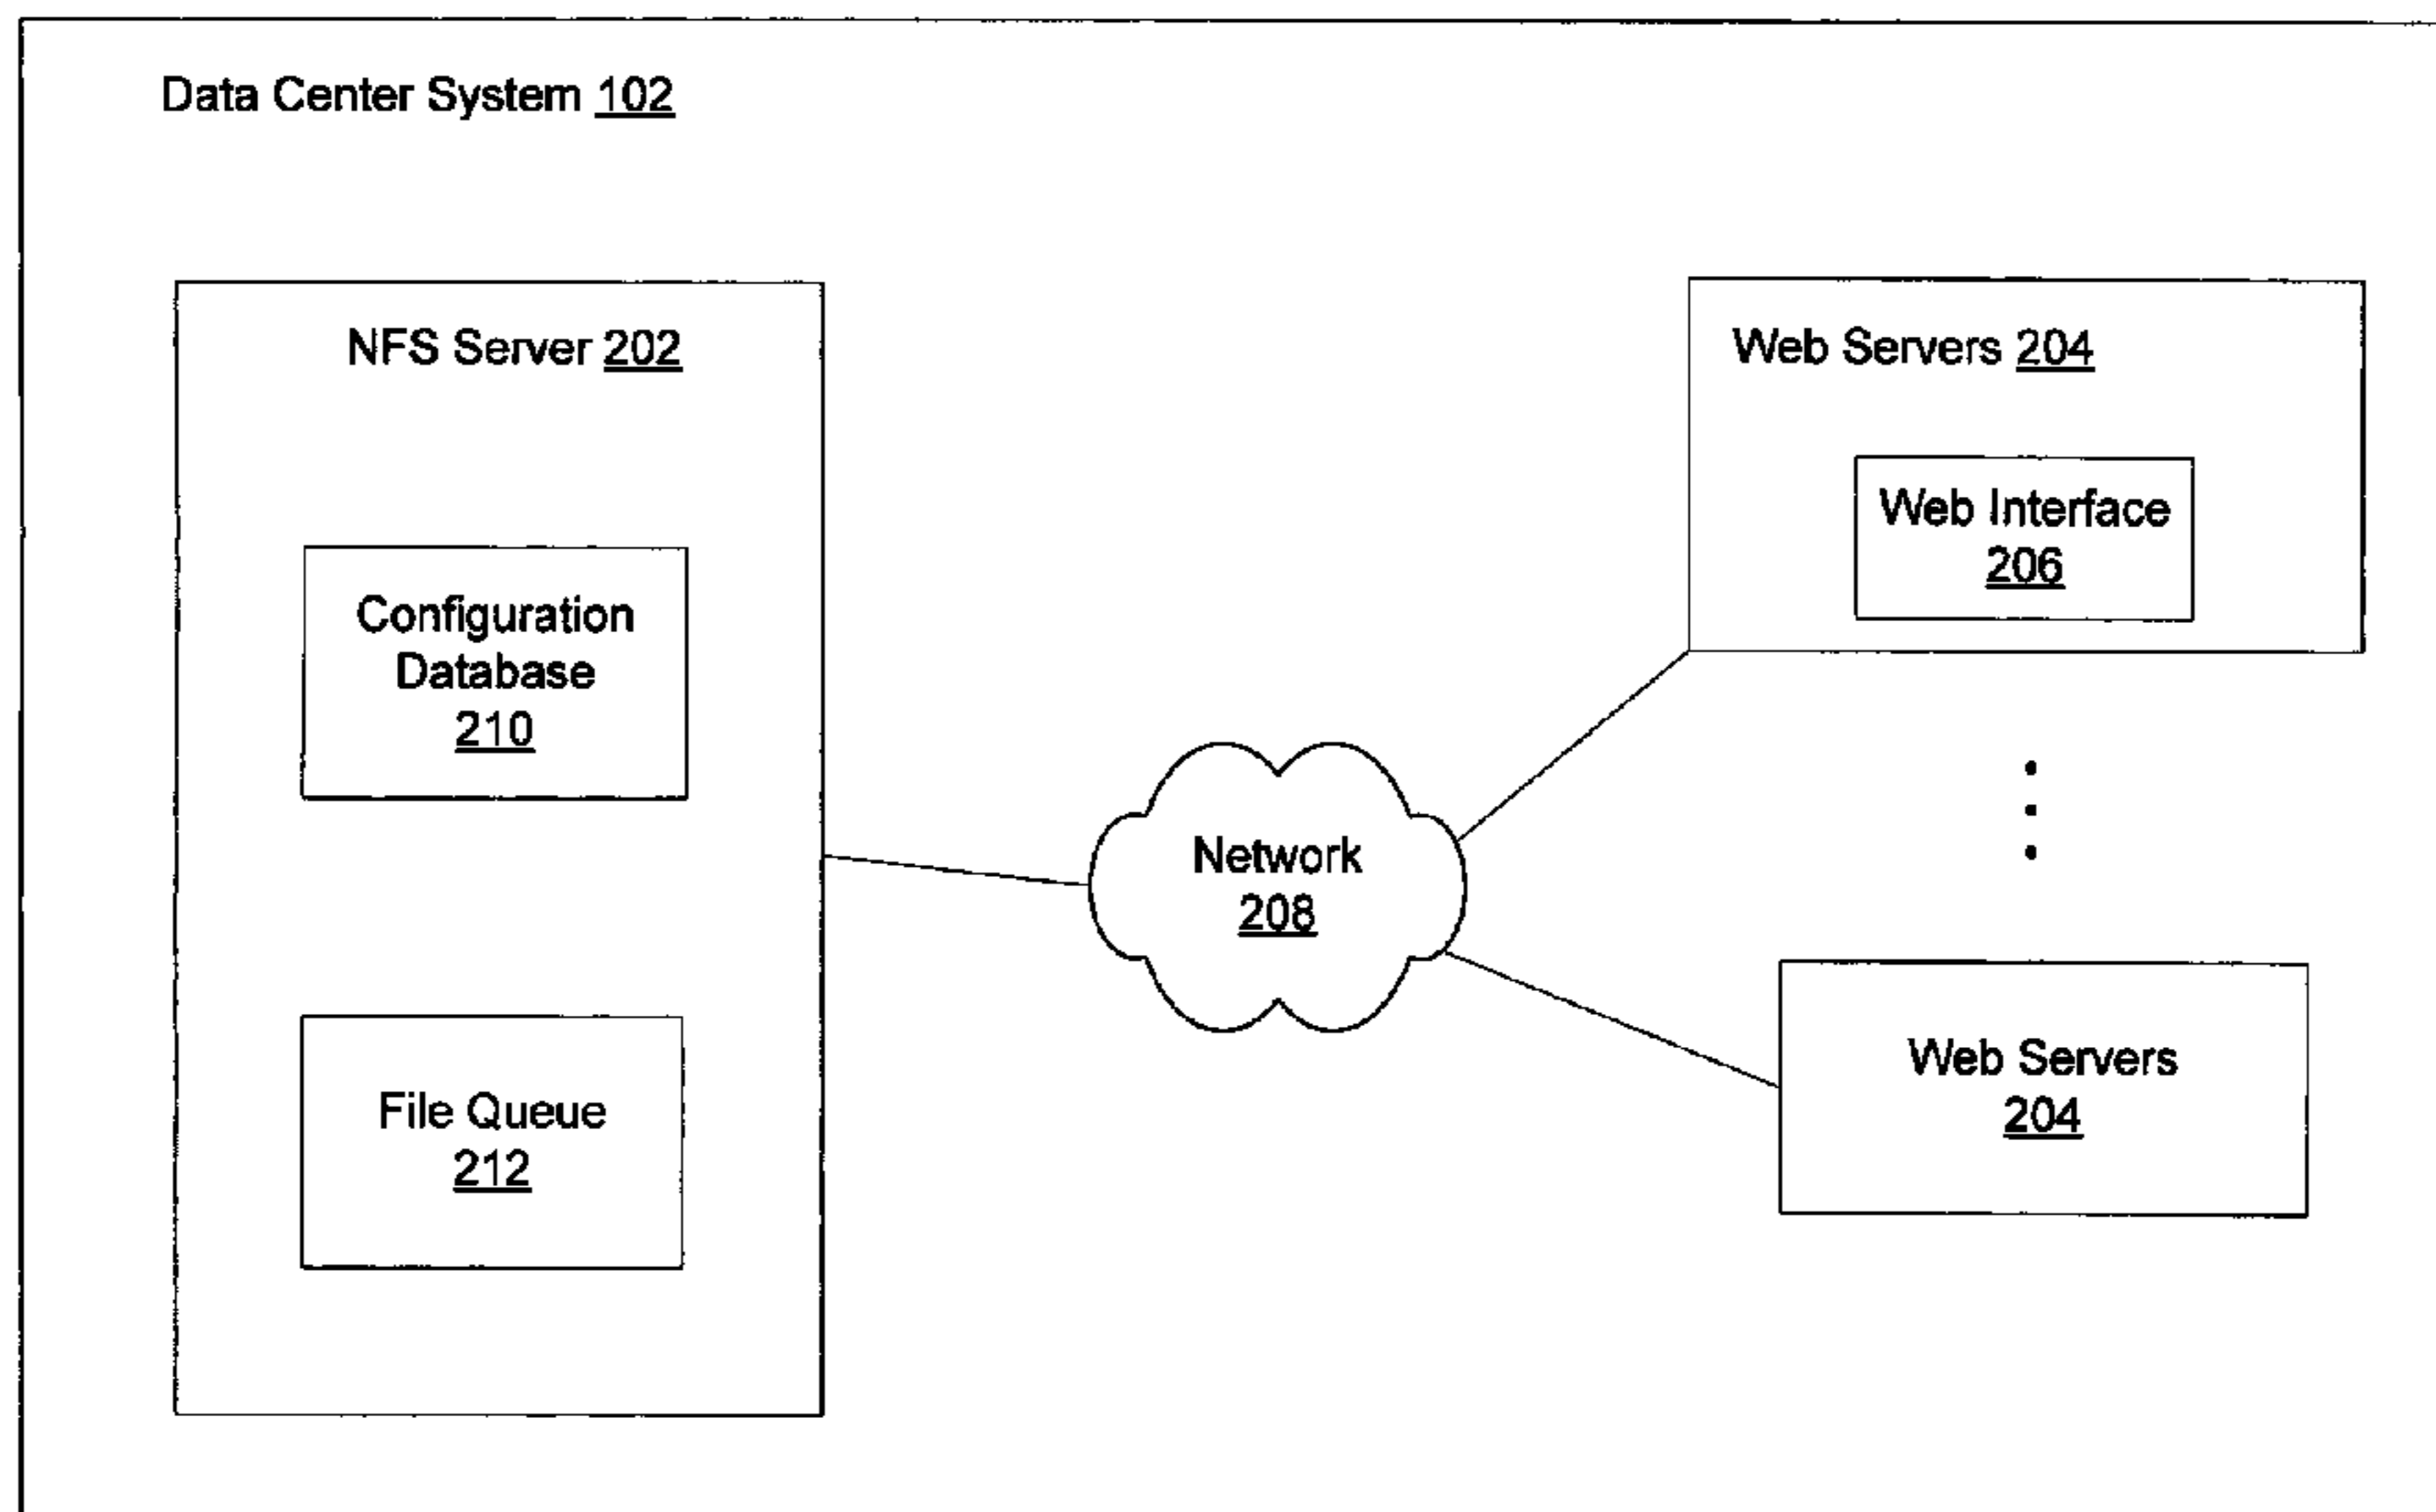 Data Center System 102
NFS Server 202
Configuration
Database
210
File Queue
212
Network
208
Web Servers 204
Web Interface
206
Web Servers
204